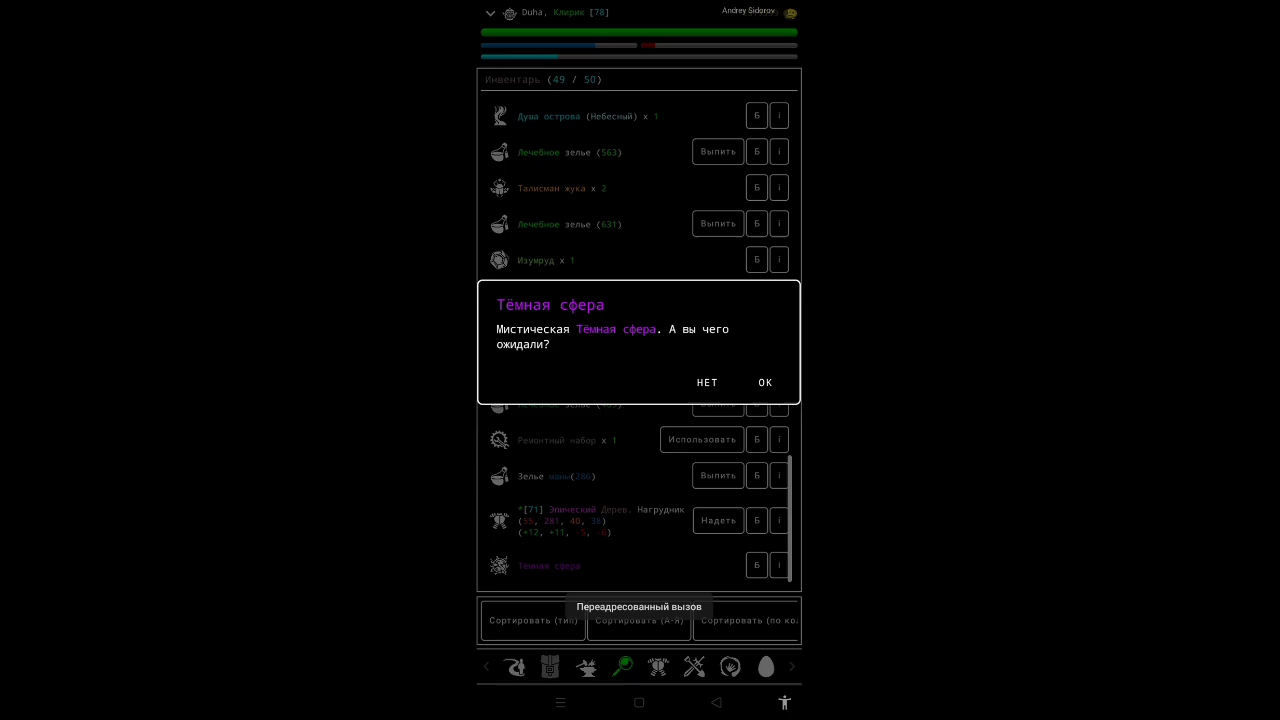 Duha, Клирик [78]
Andrey Sidorov
Инвентарь (49 / 50)
Душа острова (Небесный) x 1
Б
i
Лечебное зелье (563)
Выпить
Б
i
Талисман жука x 2
Б
i
Лечебное зелье (631)
Выпить
Б
i
Изумруд x 1
Б
i
Тёмная сфера
Мистическая Тёмная сфера. А вы чего
ожидали?
НЕТ
OK
Ремонтный набор x 1
Использовать
Б
i
Зелье маны(286)
Выпить
Б
i
*[71] Эпический Дерев. Нагрудник
(55, 281, 40, 38)
(+12, +11, -5, -6)
Надеть
Б
i
Тёмная сфера
Б
i
Переадресованный вызов
Сортировать (тип)
Сортировать (А-Я)
Сортировать (по кол